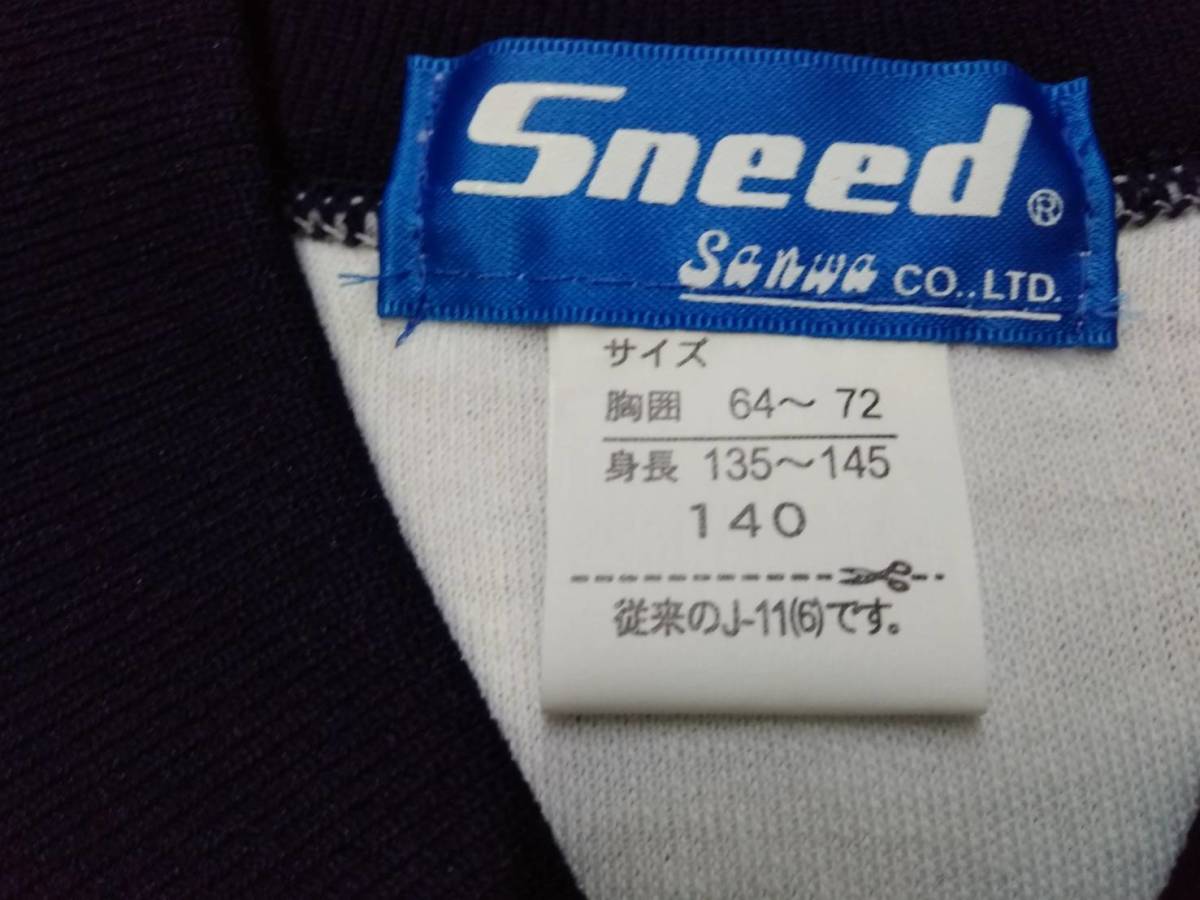 Sneed®
Sanwa CO.,LTD.
サイズ
胸囲 64～72
身長 135～145
140
従来のJ-11(6)です。